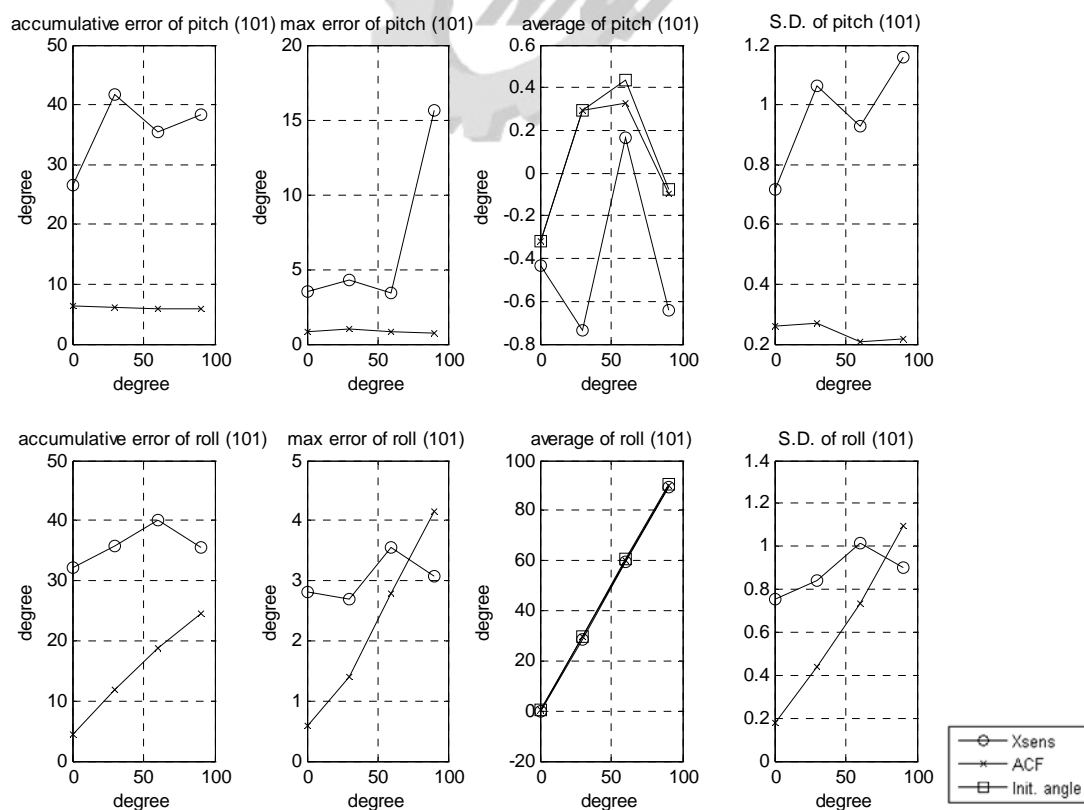 accumulative error of pitch (101)
50
40
30
20
10
0
degree
0 50 100
degree
max error of pitch (101)
20
15
10
5
0
degree
0 50 100
degree
average of pitch (101)
0.6
0.4
0.2
0
-0.2
-0.4
-0.6
-0.8
degree
0 50 100
degree
S.D. of pitch (101)
1.2
1
0.8
0.6
0.4
0.2
degree
0 50 100
degree
accumulative error of roll (101)
50
40
30
20
10
0
degree
0 50 100
degree
max error of roll (101)
5
4
3
2
1
0
degree
0 50 100
degree
average of roll (101)
100
80
60
40
20
0
-20
degree
0 50 100
degree
S.D. of roll (101)
1.4
1.2
1
0.8
0.6
0.4
0.2
0
degree
0 50 100
degree
Xsens
ACF
Init. angle